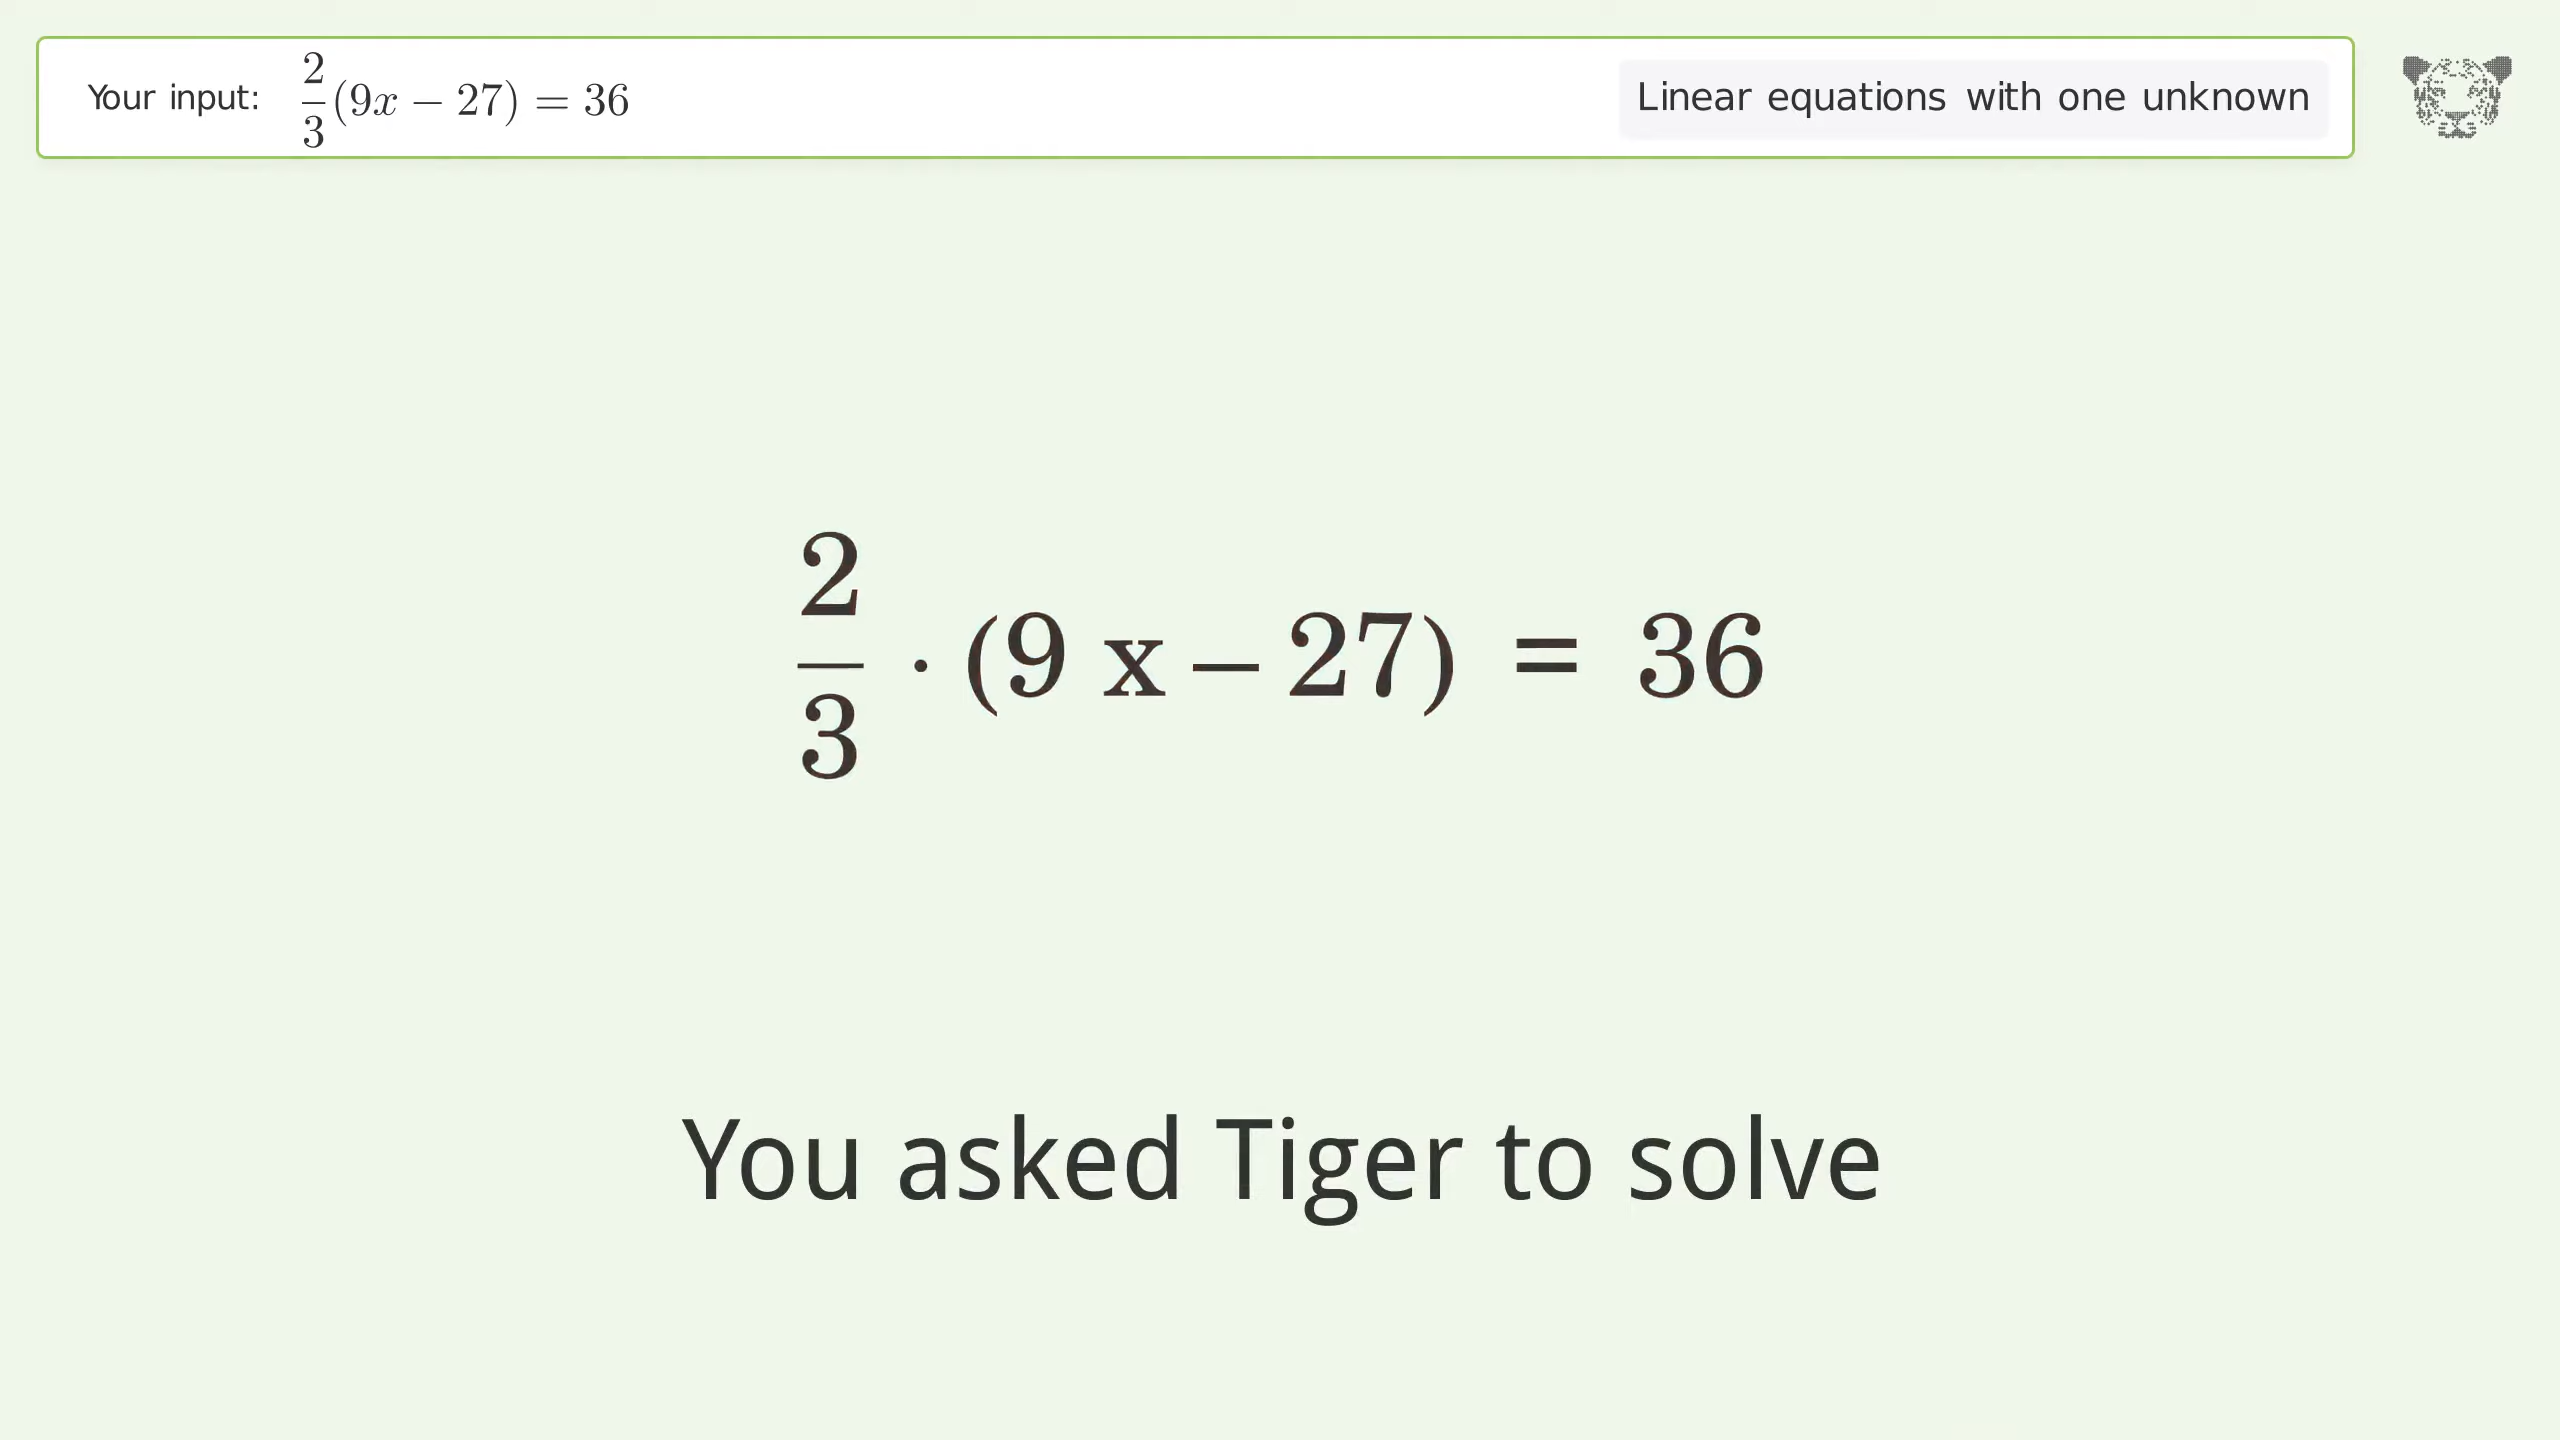 Your input: 2/3(9x − 27) = 36 Linear equations with one unknown
2/3 · (9 x − 27) = 36
You asked Tiger to solve